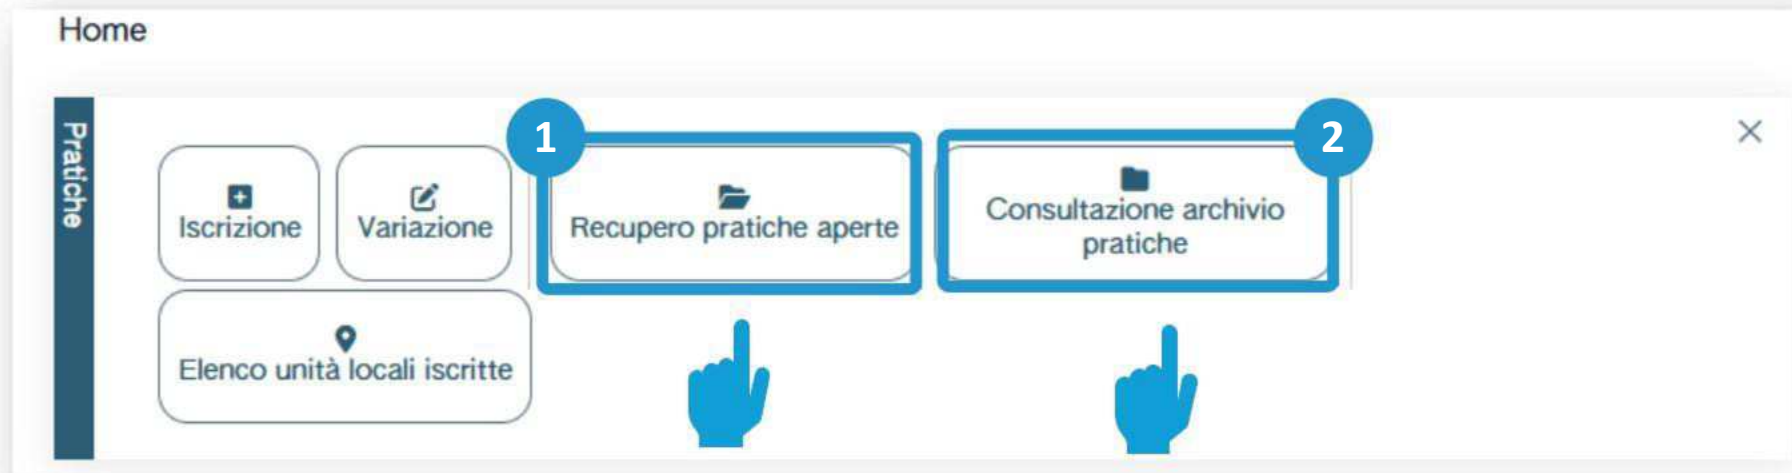 Home
Pratiche
1
2
Iscrizione
Variazione
Recupero pratiche aperte
Consultazione archivio
pratiche
Elenco unità locali iscritte